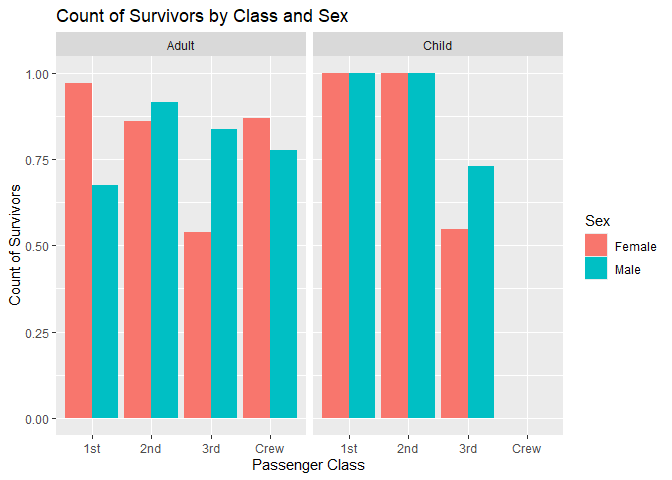 Count of Survivors by Class and Sex
Adult
Child
1.00
0.75
0.50
0.25
0.00
Count of Survivors
1st
2nd
3rd
Crew
1st
2nd
3rd
Crew
Passenger Class
Sex
Female
Male